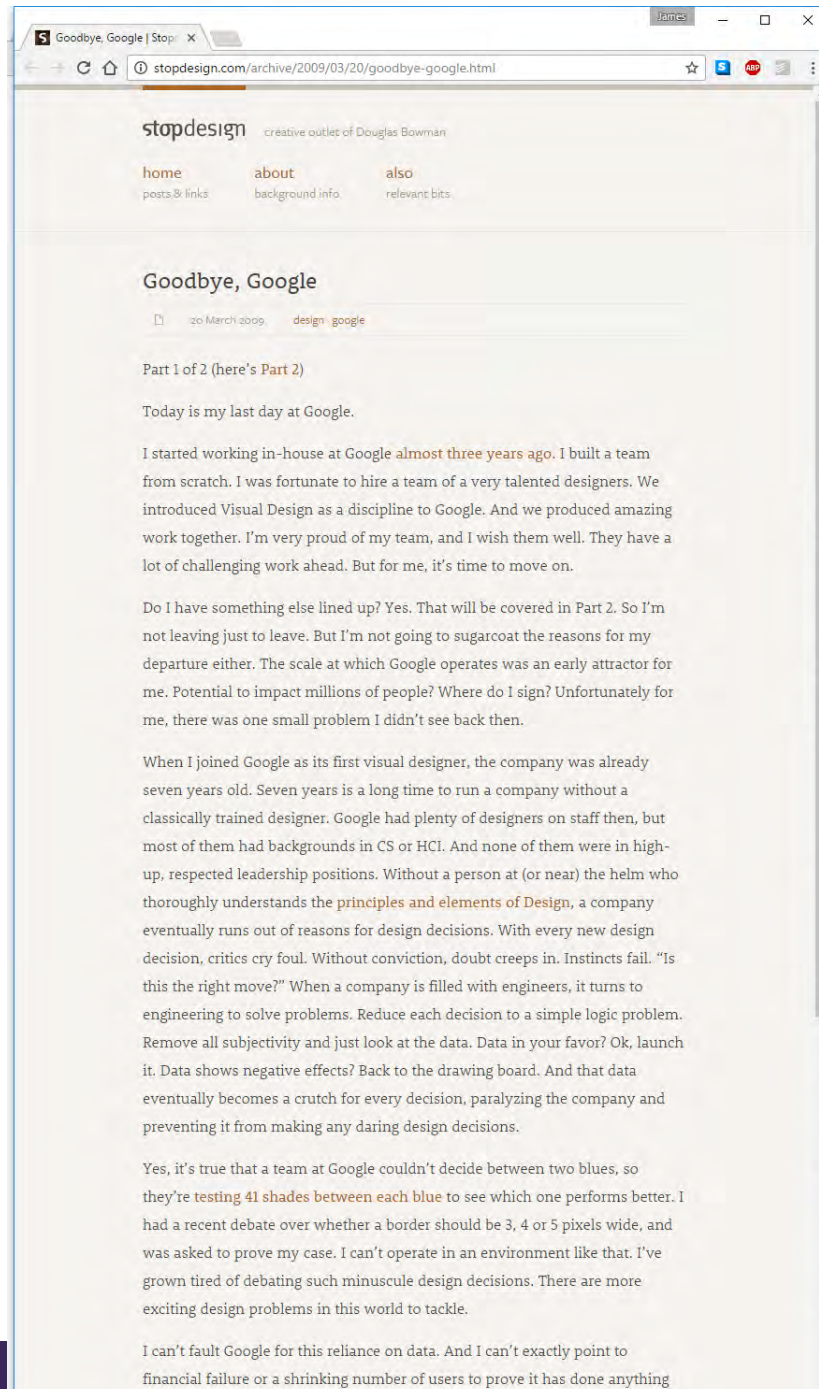 James
Goodbye, Google | Stop
stopdesign.com/archive/2009/03/20/goodbye-google.html
S
ABP
stopdesign creative outlet of Douglas Bowman
home about also
posts & links background info relevant bits
Goodbye, Google
20 March 2009 design google
Part 1 of 2 (here's Part 2)
Today is my last day at Google.
I started working in-house at Google almost three years ago. I built a team
from scratch. I was fortunate to hire a team of a very talented designers. We
introduced Visual Design as a discipline to Google. And we produced amazing
work together. I'm very proud of my team, and I wish them well. They have a
lot of challenging work ahead. But for me, it's time to move on.
Do I have something else lined up? Yes. That will be covered in Part 2. So I'm
not leaving just to leave. But I'm not going to sugarcoat the reasons for my
departure either. The scale at which Google operates was an early attractor for
me. Potential to impact millions of people? Where do I sign? Unfortunately for
me, there was one small problem I didn't see back then.
When I joined Google as its first visual designer, the company was already
seven years old. Seven years is a long time to run a company without a
classically trained designer. Google had plenty of designers on staff then, but
most of them had backgrounds in CS or HCI. And none of them were in high-
up, respected leadership positions. Without a person at (or near) the helm who
thoroughly understands the principles and elements of Design, a company
eventually runs out of reasons for design decisions. With every new design
decision, critics cry foul. Without conviction, doubt creeps in. Instincts fail. "Is
this the right move?" When a company is filled with engineers, it turns to
engineering to solve problems. Reduce each decision to a simple logic problem.
Remove all subjectivity and just look at the data. Data in your favor? Ok, launch
it. Data shows negative effects? Back to the drawing board. And that data
eventually becomes a crutch for every decision, paralyzing the company and
preventing it from making any daring design decisions.
Yes, it's true that a team at Google couldn't decide between two blues, so
they're testing 41 shades between each blue to see which one performs better. I
had a recent debate over whether a border should be 3, 4 or 5 pixels wide, and
was asked to prove my case. I can't operate in an environment like that. I've
grown tired of debating such minuscule design decisions. There are more
exciting design problems in this world to tackle.
I can't fault Google for this reliance on data. And I can't exactly point to
financial failure or a shrinking number of users to prove it has done anything